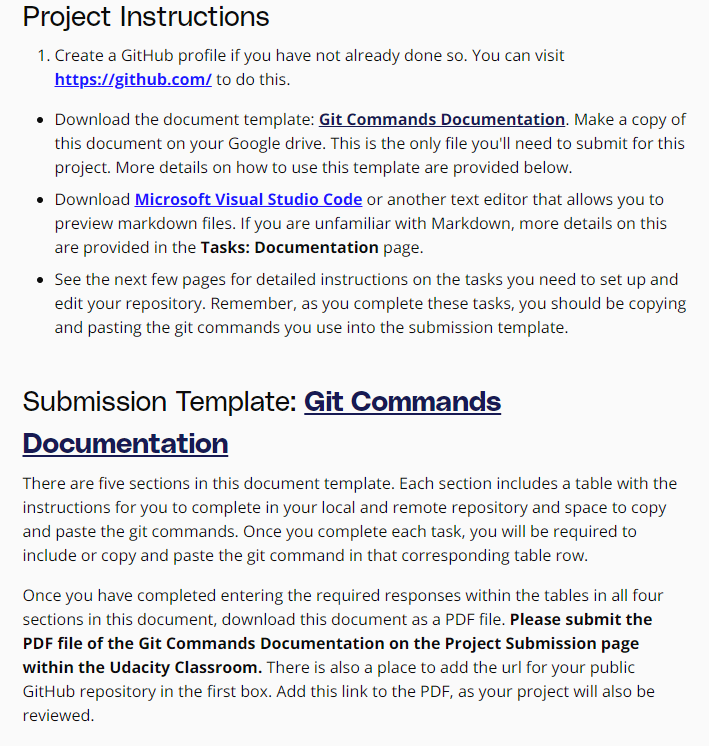 Project Instructions
1. Create a GitHub profile if you have not already done so. You can visit
https://github.com/ to do this.
• Download the document template: Git Commands Documentation. Make a copy of
this document on your Google drive. This is the only file you'll need to submit for this
project. More details on how to use this template are provided below.
• Download Microsoft Visual Studio Code or another text editor that allows you to
preview markdown files. If you are unfamiliar with Markdown, more details on this
are provided in the Tasks: Documentation page.
• See the next few pages for detailed instructions on the tasks you need to set up and
edit your repository. Remember, as you complete these tasks, you should be copying
and pasting the git commands you use into the submission template.
Submission Template: Git Commands
Documentation
There are five sections in this document template. Each section includes a table with the
instructions for you to complete in your local and remote repository and space to copy
and paste the git commands. Once you complete each task, you will be required to
include or copy and paste the git command in that corresponding table row.
Once you have completed entering the required responses within the tables in all four
sections in this document, download this document as a PDF file. Please submit the
PDF file of the Git Commands Documentation on the Project Submission page
within the Udacity Classroom. There is also a place to add the url for your public
GitHub repository in the first box. Add this link to the PDF, as your project will also be
reviewed.